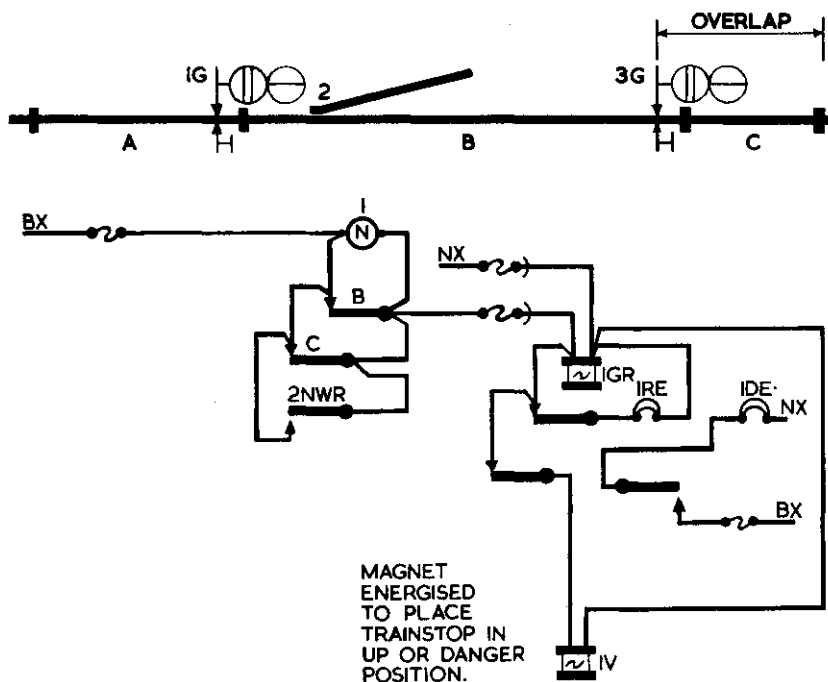 OVERLAP
1G
2
3G
A
H
B
H
C
1
BX
N
NX
B
C
1GR
2NWR
1RE
1DE.
NX
BX
MAGNET
ENERGISED
TO PLACE
TRAINSTOP IN
UP OR DANGER
POSITION.
1V